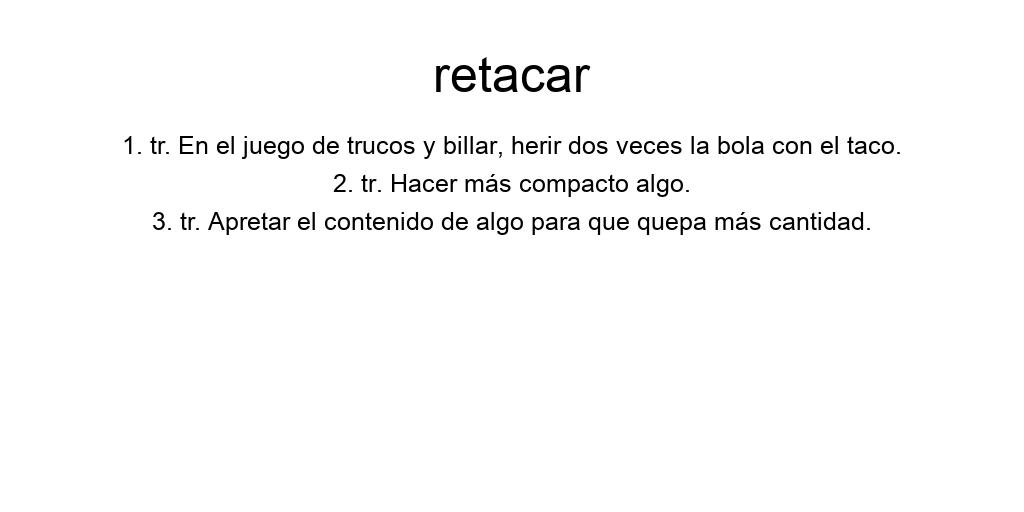 retacar
1. tr. En el juego de trucos y billar, herir dos veces la bola con el taco.
2. tr. Hacer más compacto algo.
3. tr. Apretar el contenido de algo para que quepa más cantidad.